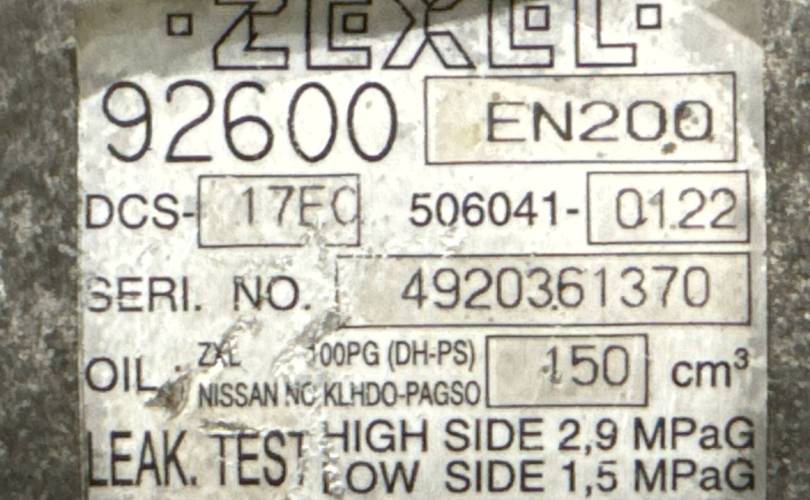 ZEXEL
92600 EN200
DCS-17EC 506041-0122
SERI. NO. 4920361370
OIL ZXL 100PG (DH-PS) 150 cm³
NISSAN NO KLHDO-PAGSO
LEAK. TEST HIGH SIDE 2,9 MPaG
LOW SIDE 1,5 MPaG